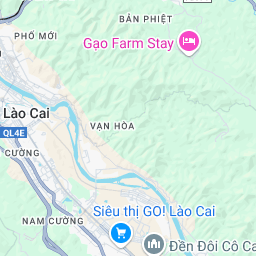 BẢN PHIỆT
PHỐ MỚI
Gạo Farm Stay
Lào Cai
VẠN HÒA
QL4E
CƯỜNG
NAM CƯỜNG
Siêu thị GO! Lào Cai
Đền Đôi Cô Ca